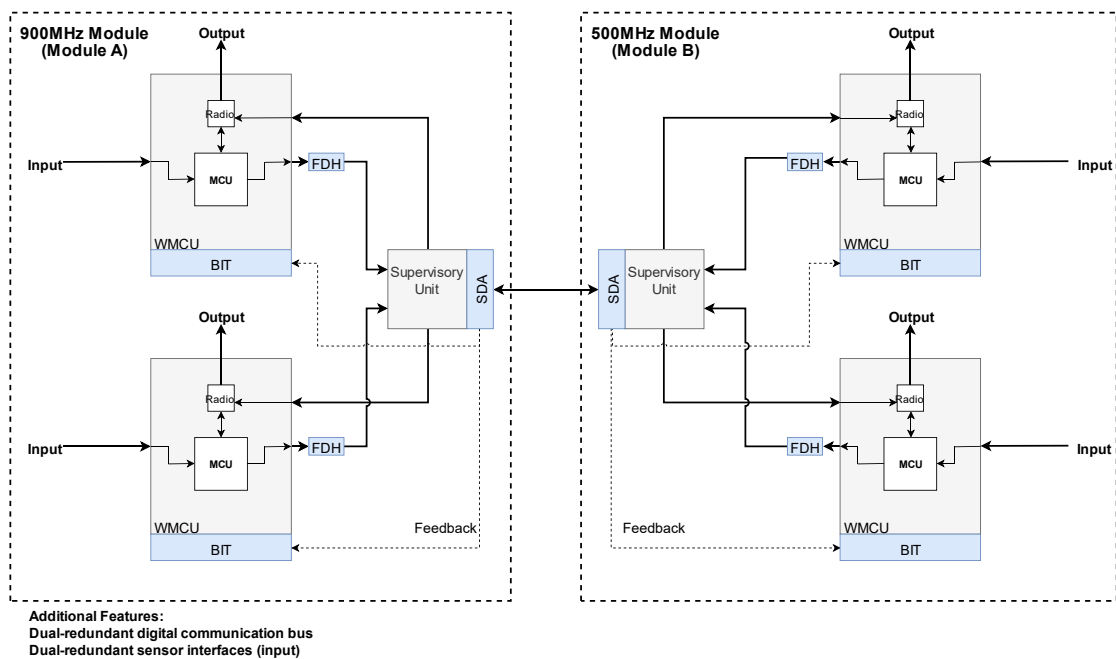 900MHz Module
(Module A)
Output
Radio
Input
MCU
FDH
WMCU
BIT
Supervisory
Unit
SDA
Output
Radio
Input
MCU
FDH
WMCU
BIT
Feedback
500MHz Module
(Module B)
Output
Radio
FDH
MCU
Input
WMCU
BIT
SDA
Supervisory
Unit
Output
Radio
FDH
MCU
Input
WMCU
BIT
Feedback
Additional Features:
Dual-redundant digital communication bus
Dual-redundant sensor interfaces (input)